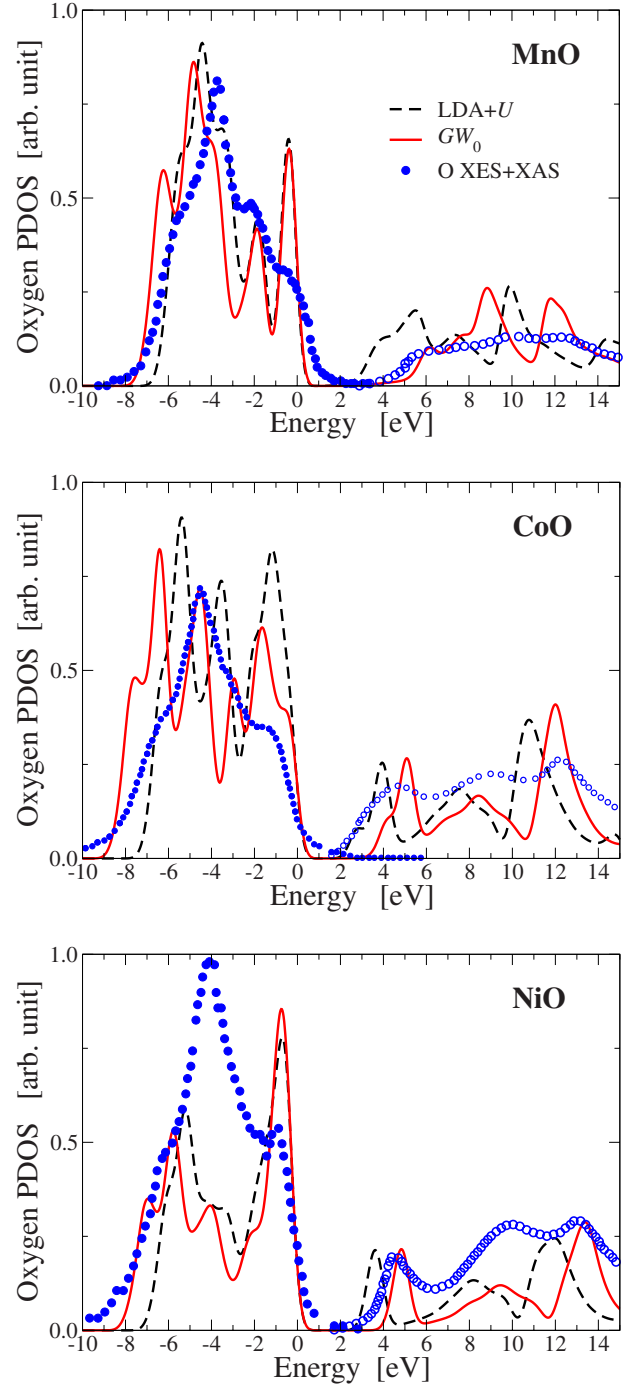 MnO
LDA+U
GW0
O XES+XAS
Oxygen PDOS [arb. unit]
1.0
0.5
0.0
-10 -8 -6 -4 -2 0 2 4 6 8 10 12 14
Energy [eV]
CoO
Oxygen PDOS [arb. unit]
1.0
0.5
0.0
-10 -8 -6 -4 -2 0 2 4 6 8 10 12 14
Energy [eV]
NiO
Oxygen PDOS [arb. unit]
1.0
0.5
0.0
-10 -8 -6 -4 -2 0 2 4 6 8 10 12 14
Energy [eV]